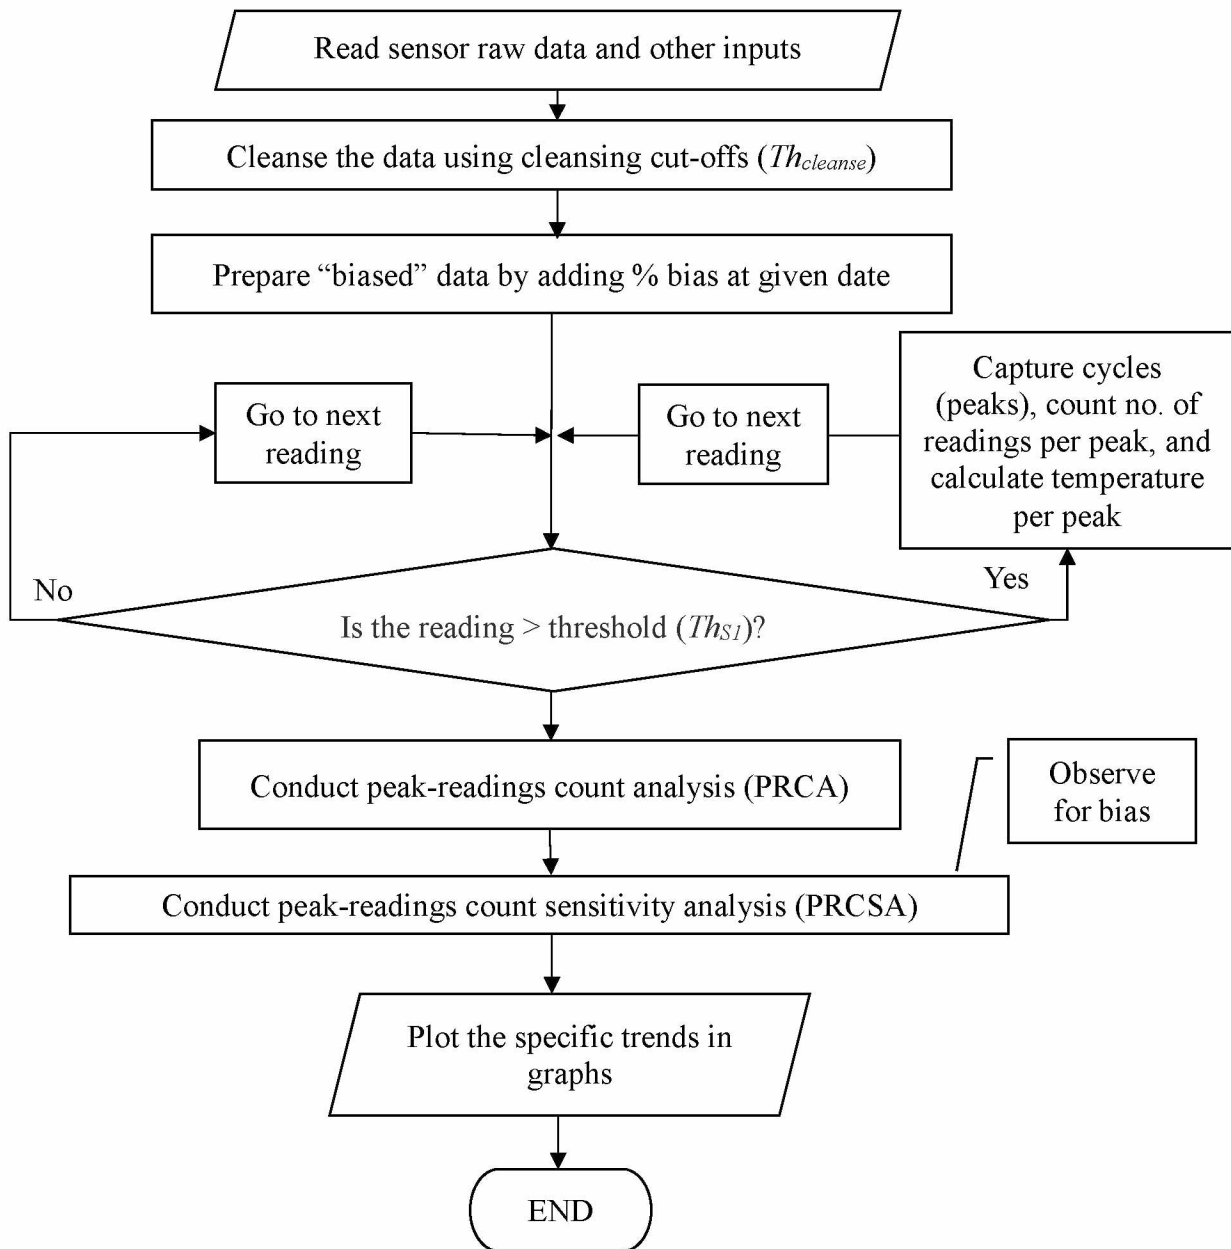 Read sensor raw data and other inputs
Cleanse the data using cleansing cut-offs (Thcleanse)
Prepare “biased” data by adding % bias at given date
Go to next
reading
Go to next
reading
Capture cycles
(peaks), count no. of
readings per peak, and
calculate temperature
per peak
No
Yes
Is the reading > threshold (ThS1)?
Conduct peak-readings count analysis (PRCA)
Observe
for bias
Conduct peak-readings count sensitivity analysis (PRCSA)
Plot the specific trends in
graphs
END